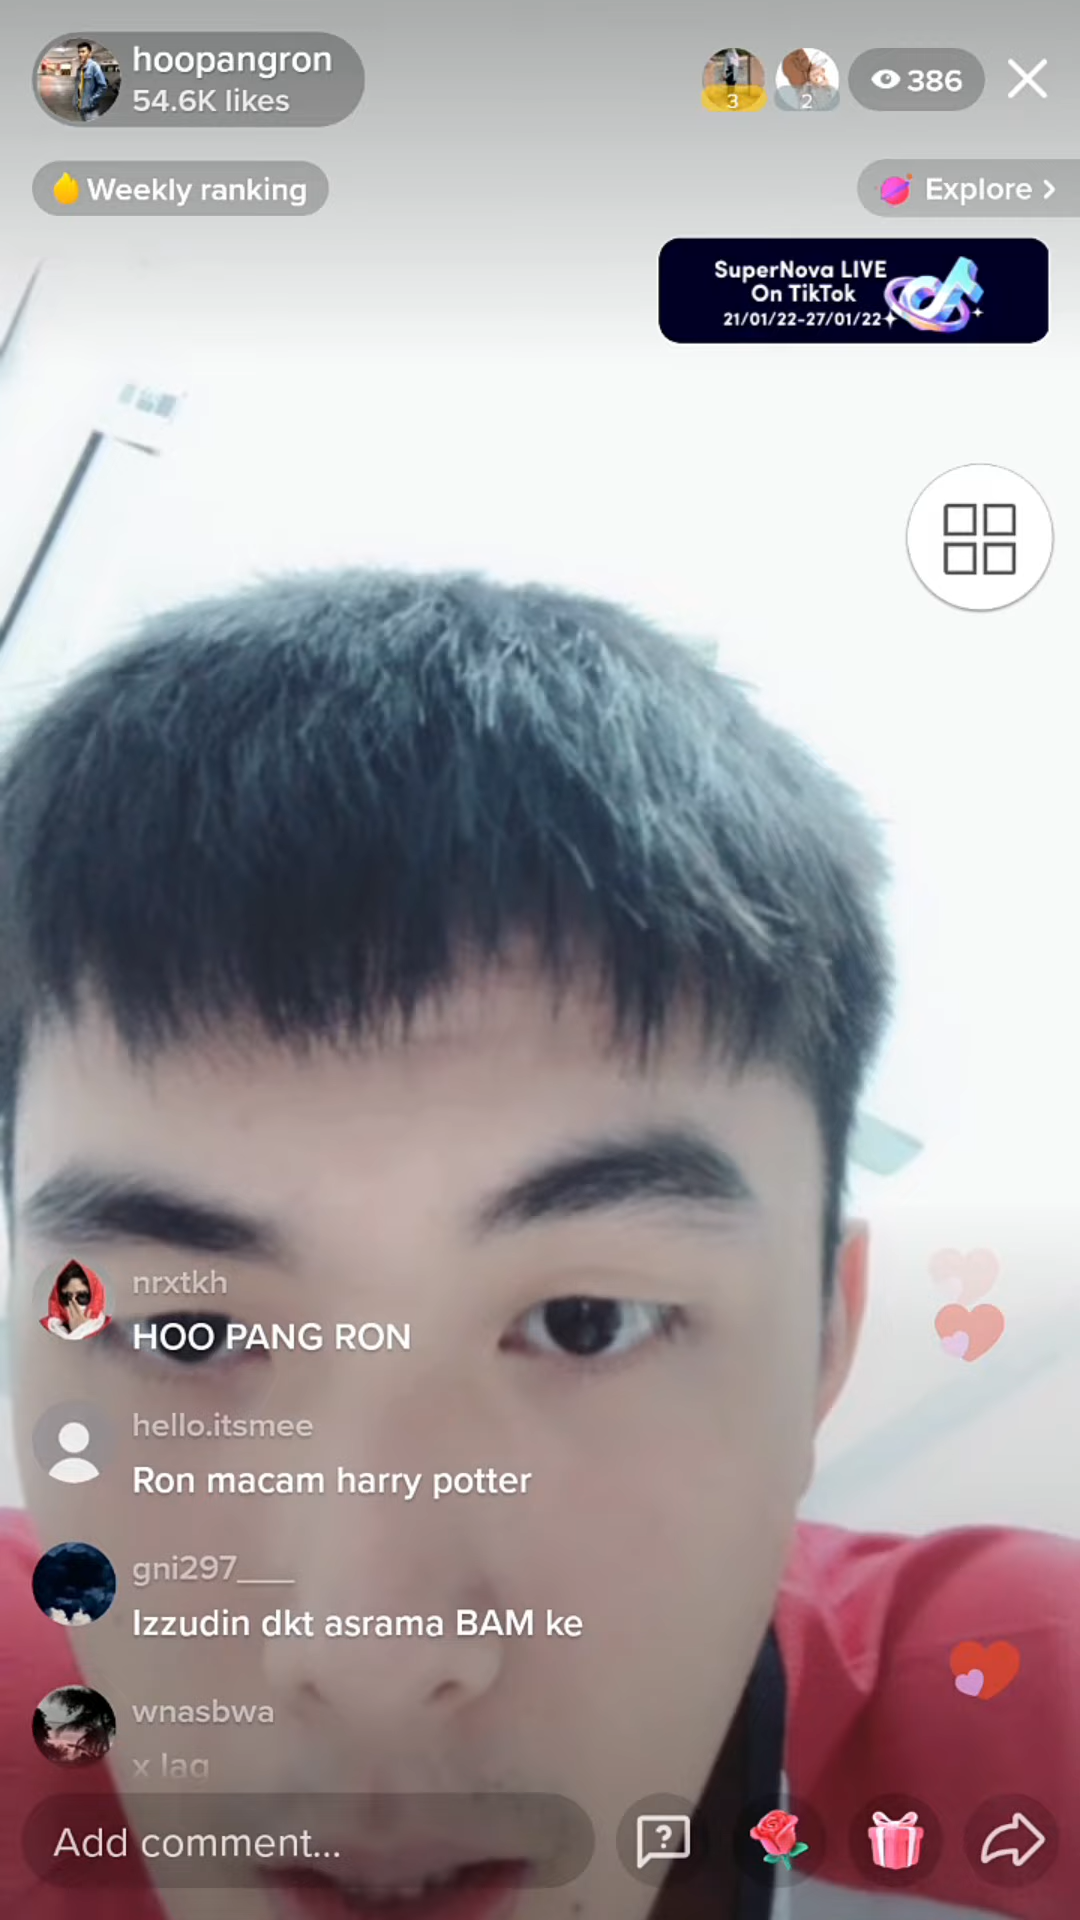 hoopangron
54.6K likes
3
2
386
Weekly ranking
Explore
SuperNova LIVE
On TikTok
21/01/22-27/01/22
nrxtkh
HOO PANG RON
hello.itsmee
Ron macam harry potter
gni297___
Izzudin dkt asrama BAM ke
wnasbwa
x lag
Add comment...
?